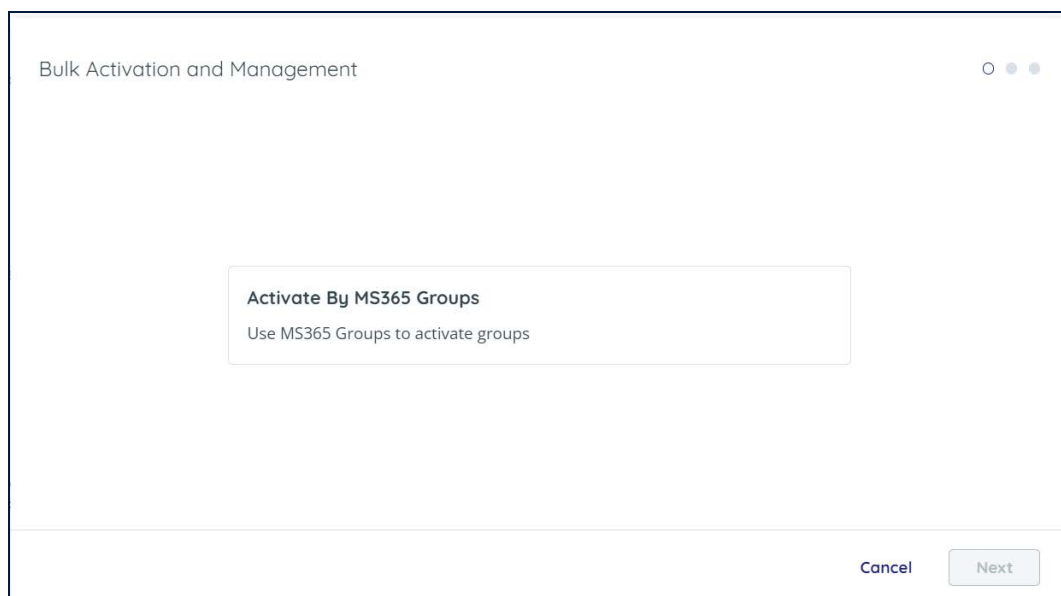 Bulk Activation and Management
Activate By MS365 Groups
Use MS365 Groups to activate groups
Cancel
Next